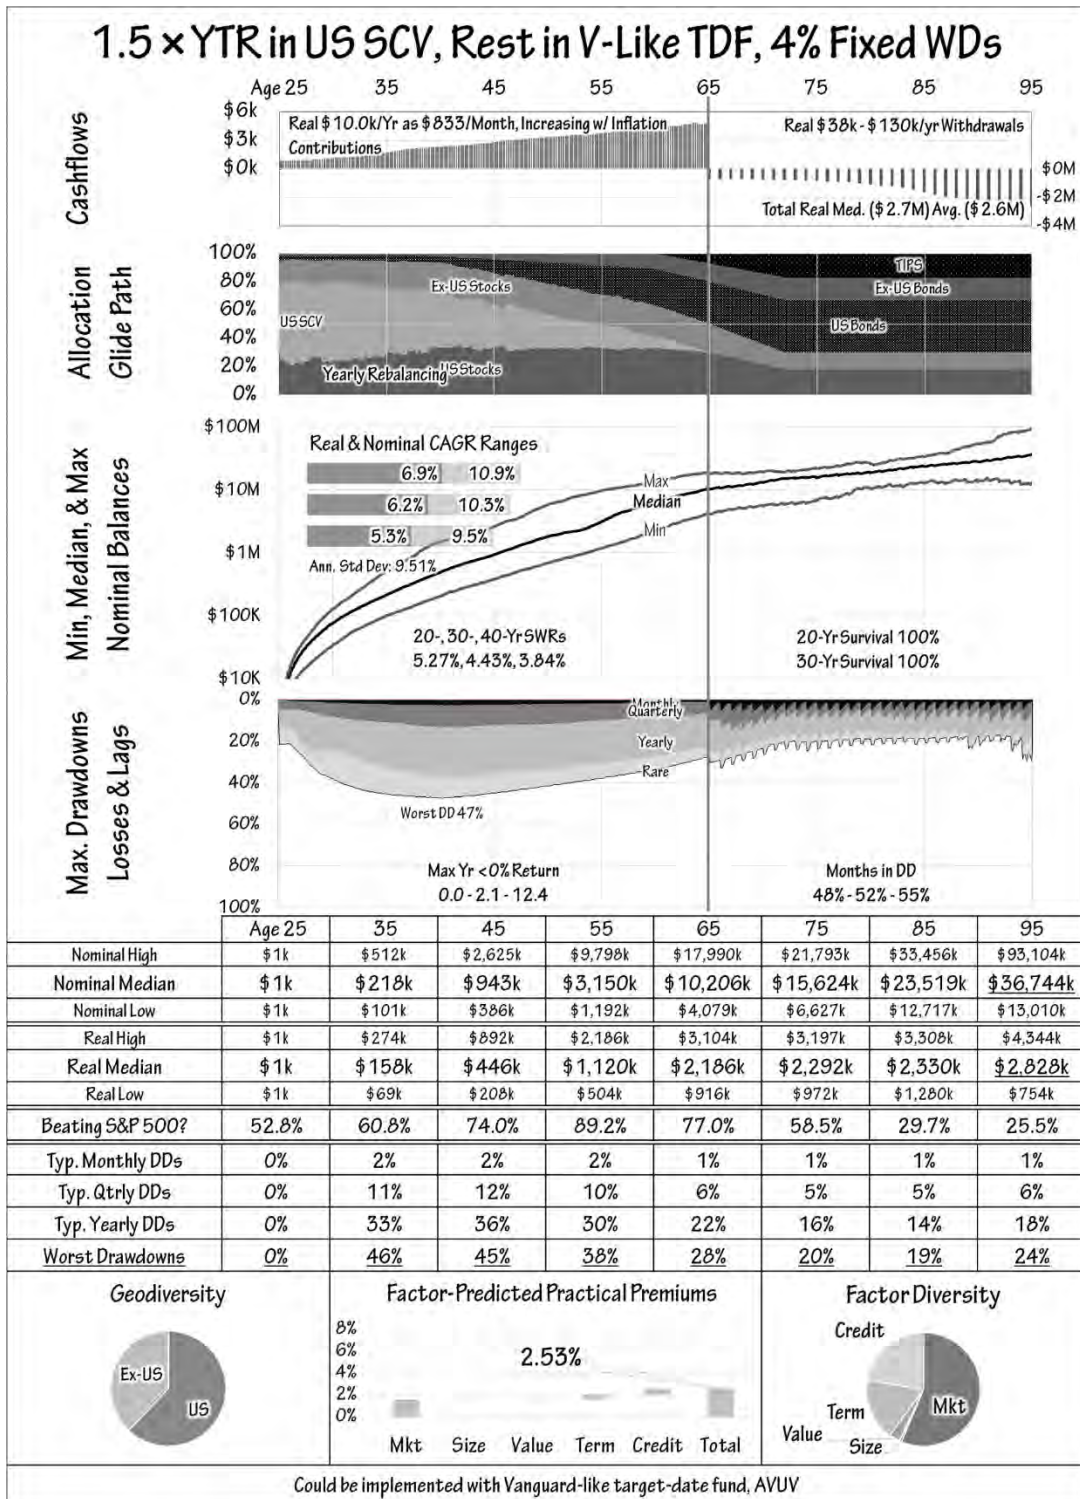 1.5 × YTR in US SCV, Rest in V-Like TDF, 4% Fixed WDs
Age 25 35 45 55 65 75 85 95
Cashflows
$6k
$3k
$0k
Real $10.0k/Yr as $833/Month, Increasing w/ Inflation
Contributions
Real $38k - $130k/yr Withdrawals
$0M
-$2M
-$4M
Total Real Med. ($2.7M) Avg. ($2.6M)
Allocation
Glide Path
100%
80%
60%
40%
20%
0%
TIPS
Ex-US Stocks
Ex-US Bonds
US SCV
US Bonds
Yearly Rebalancing
US Stocks
Min, Median, & Max
Nominal Balances
$100M
$10M
$1M
$100K
$10K
Real & Nominal CAGR Ranges
6.9% 10.9%
6.2% 10.3%
5.3% 9.5%
Ann. Std Dev: 9.51%
Max
Median
Min
20-, 30-, 40-Yr SWRs
5.27%, 4.43%, 3.84%
20-Yr Survival 100%
30-Yr Survival 100%
Max. Drawdowns
Losses & Lags
0%
20%
40%
60%
80%
100%
Monthly
Quarterly
Yearly
Rare
Worst DD 47%
Max Yr <0% Return
0.0 - 2.1 - 12.4
Months in DD
48% - 52% - 55%
Age 25 35 45 55 65 75 85 95
Nominal High $1k $512k $2,625k $9,798k $17,990k $21,793k $33,456k $93,104k
Nominal Median $1k $218k $943k $3,150k $10,206k $15,624k $23,519k $36,744k
Nominal Low $1k $101k $386k $1,192k $4,079k $6,627k $12,717k $13,010k
Real High $1k $274k $892k $2,186k $3,104k $3,197k $3,308k $4,344k
Real Median $1k $158k $446k $1,120k $2,186k $2,292k $2,330k $2,828k
Real Low $1k $69k $208k $504k $916k $972k $1,280k $754k
Beating S&P 500? 52.8% 60.8% 74.0% 89.2% 77.0% 58.5% 29.7% 25.5%
Typ. Monthly DDs 0% 2% 2% 2% 1% 1% 1% 1%
Typ. Qtrly DDs 0% 11% 12% 10% 6% 5% 5% 6%
Typ. Yearly DDs 0% 33% 36% 30% 22% 16% 14% 18%
Worst Drawdowns 0% 46% 45% 38% 28% 20% 19% 24%
Geodiversity
Ex-US
US
Factor-Predicted Practical Premiums
8%
6%
4%
2%
0%
2.53%
Mkt Size Value Term Credit Total
Factor Diversity
Credit
Mkt
Term
Value
Size
Could be implemented with Vanguard-like target-date fund, AVUV